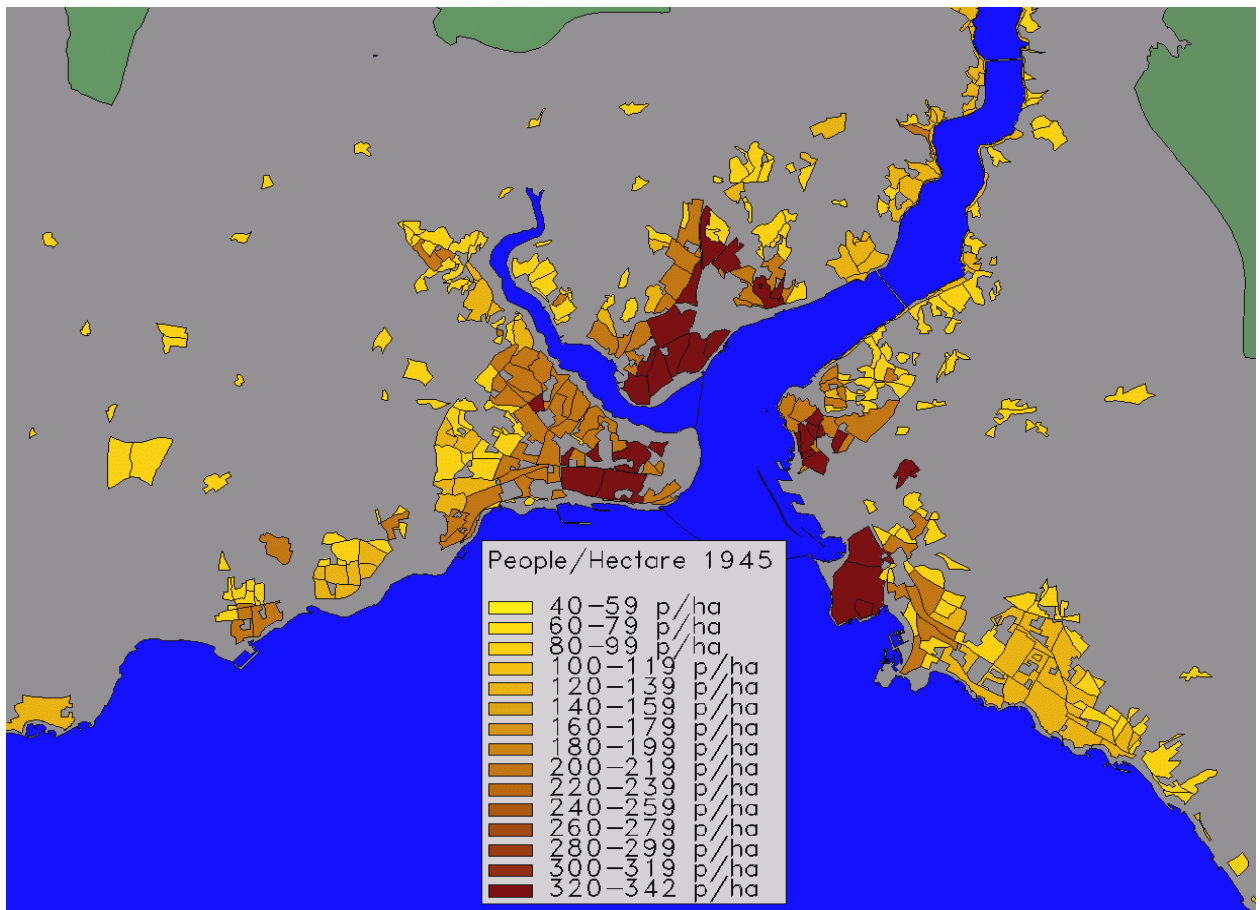 People/Hectare 1945
40-59 p/ha
60-79 p/ha
80-99 p/ha
100-119 p/ha
120-139 p/ha
140-159 p/ha
160-179 p/ha
180-199 p/ha
200-219 p/ha
220-239 p/ha
240-259 p/ha
260-279 p/ha
280-299 p/ha
300-319 p/ha
320-342 p/ha